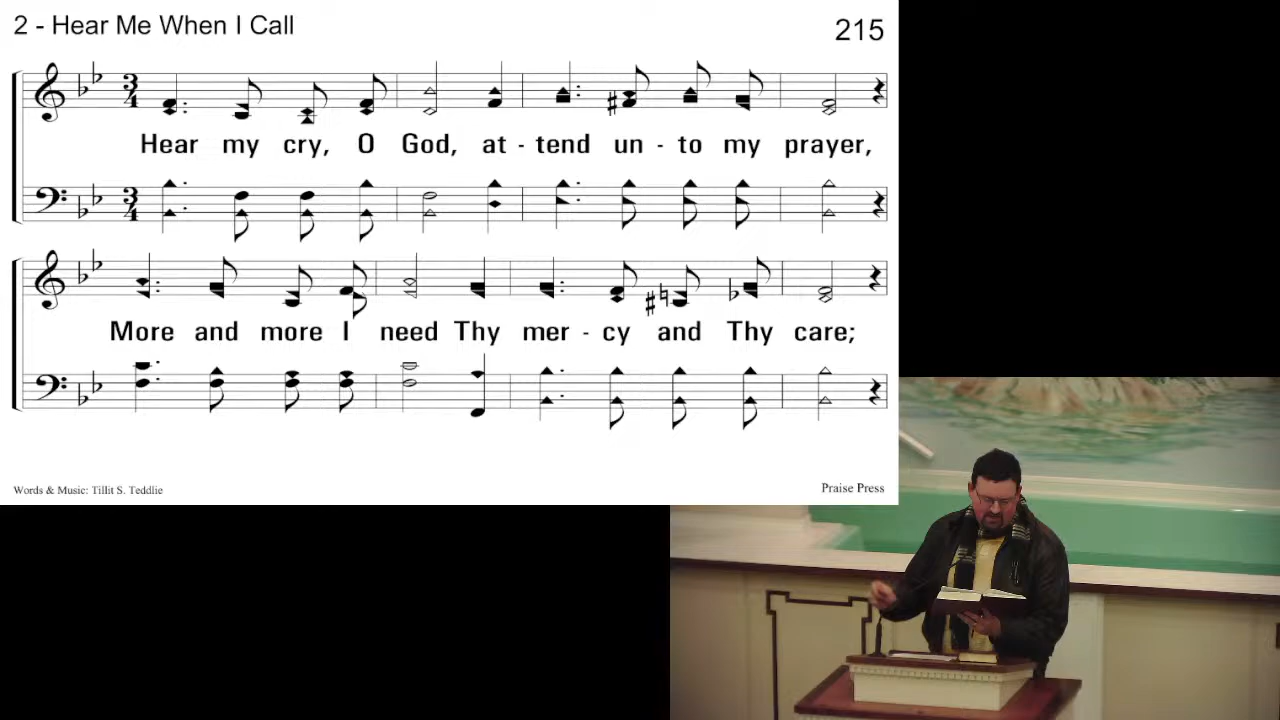 2 - Hear Me When I Call
215
Hear my cry, O God, at - tend un - to my prayer,
More and more I need Thy mer - cy and Thy care;
Words & Music: Tillit S. Teddlie
Praise Press